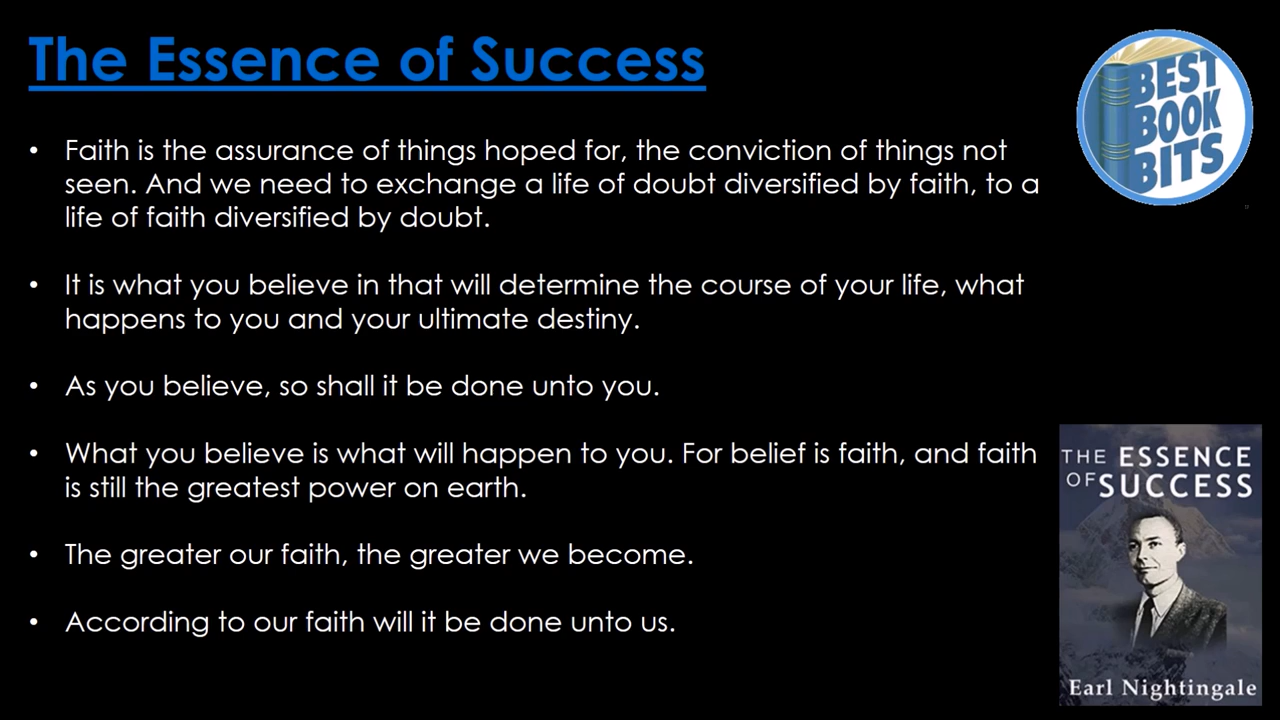 The Essence of Success
BEST
BOOK
BITS
• Faith is the assurance of things hoped for, the conviction of things not
seen. And we need to exchange a life of doubt diversified by faith, to a
life of faith diversified by doubt.
• It is what you believe in that will determine the course of your life, what
happens to you and your ultimate destiny.
• As you believe, so shall it be done unto you.
• What you believe is what will happen to you. For belief is faith, and faith
is still the greatest power on earth.
• The greater our faith, the greater we become.
• According to our faith will it be done unto us.
THE ESSENCE
OF SUCCESS
Earl Nightingale